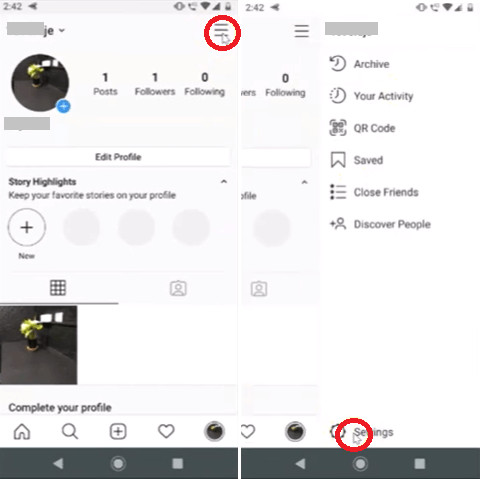 2:42
je
1 1 0
Posts Followers Following
Edit Profile
Story Highlights
Keep your favorite stories on your profile
New
Complete your profile
2:42
0
ers Following
file
Archive
Your Activity
QR Code
Saved
Close Friends
Discover People
Settings